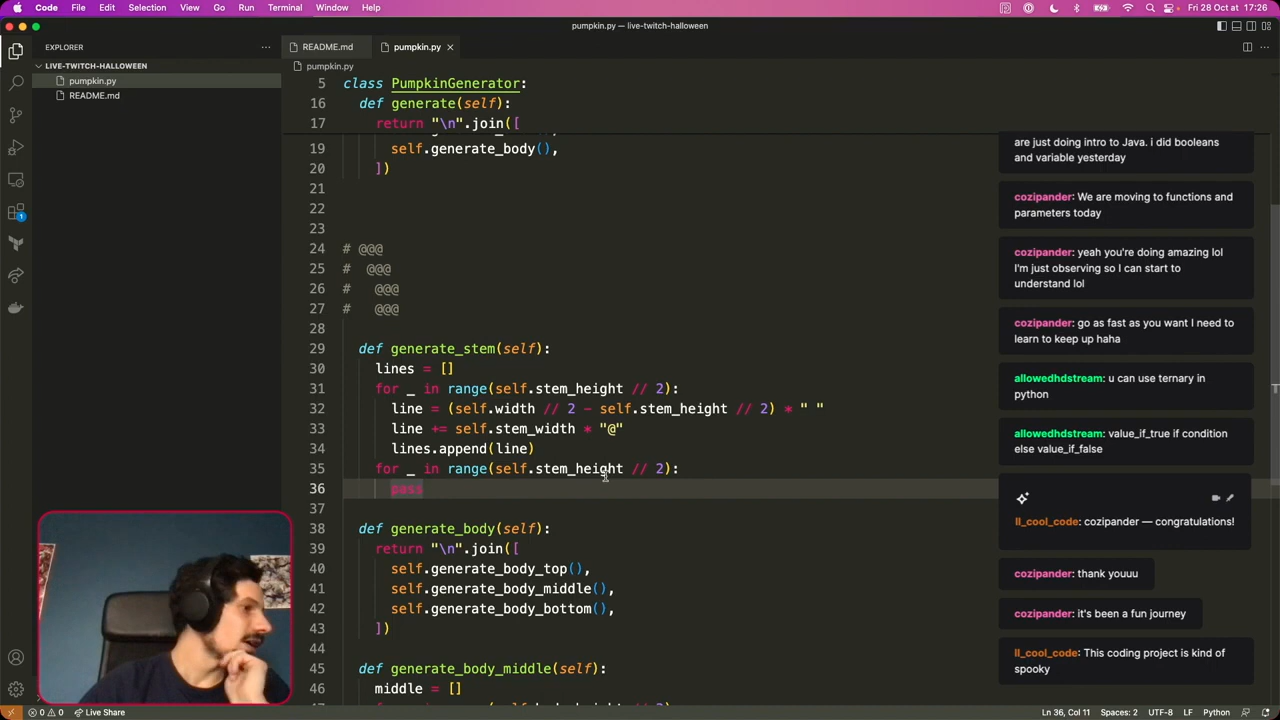 Code File Edit Selection View Go Run Terminal Window Help Fri 28 Oct at 17:26
pumpkin.py — live-twitch-halloween
EXPLORER
LIVE-TWITCH-HALLOWEEN
pumpkin.py
README.md
README.md pumpkin.py
pumpkin.py
5 class PumpkinGenerator:
16 def generate(self):
17 return "\n".join([
19 self.generate_body(),
20 ])
21
22
23
24 # @@@
25 #  @@@
26 #   @@@
27 #   @@@
28
29 def generate_stem(self):
30 lines = []
31 for _ in range(self.stem_height // 2):
32 line = (self.width // 2 - self.stem_height // 2) * " "
33 line += self.stem_width * "@"
34 lines.append(line)
35 for _ in range(self.stem_height // 2):
36 pass
37
38 def generate_body(self):
39 return "\n".join([
40 self.generate_body_top(),
41 self.generate_body_middle(),
42 self.generate_body_bottom(),
43 ])
44
45 def generate_body_middle(self):
46 middle = []
are just doing intro to Java. i did booleans
and variable yesterday
cozipander: We are moving to functions and
parameters today
cozipander: yeah you're doing amazing lol
I'm just observing so I can start to
understand lol
cozipander: go as fast as you want I need to
learn to keep up haha
allowedhdstream: u can use ternary in
python
allowedhdstream: value_if_true if condition
else value_if_false
ll_cool_code: cozipander — congratulations!
cozipander: thank youuu
cozipander: it's been a fun journey
ll_cool_code: This coding project is kind of
spooky
1
0 0 Live Share Ln 36, Col 11 Spaces: 2 UTF-8 LF Python